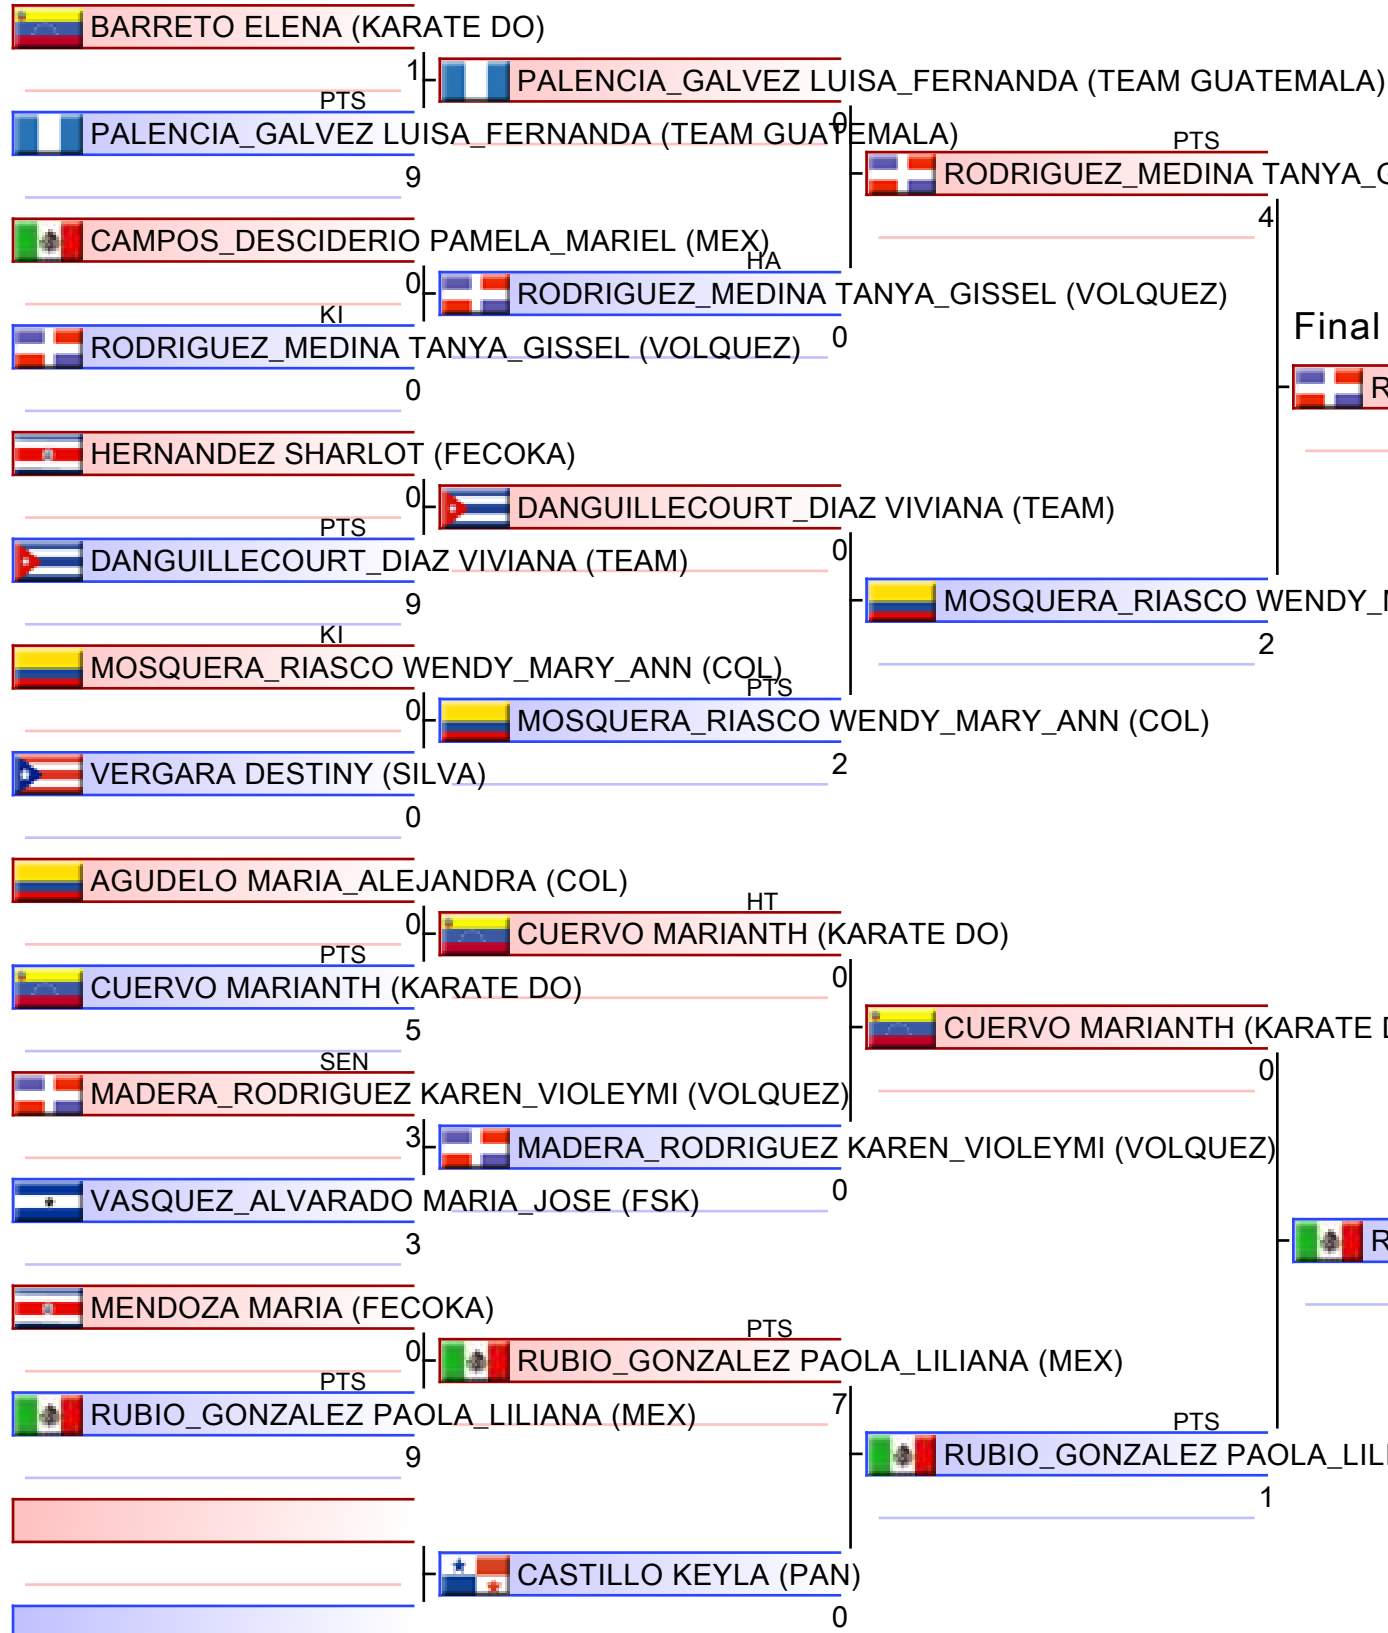 BARRETO ELENA (KARATE DO)
1
PTS
PALENCIA_GALVEZ LUISA_FERNANDA (TEAM GUATEMALA)
9
CAMPOS_DESCIDERIO PAMELA_MARIEL (MEX)
0
KI
RODRIGUEZ_MEDINA TANYA_GISSEL (VOLQUEZ)
0
HERNANDEZ SHARLOT (FECOKA)
0
PTS
DANGUILLECOURT_DIAZ VIVIANA (TEAM)
9
KI
MOSQUERA_RIASCO WENDY_MARY_ANN (COL)
0
VERGARA DESTINY (SILVA)
0
AGUDELO MARIA_ALEJANDRA (COL)
0
PTS
CUERVO MARIANTH (KARATE DO)
5
SEN
MADERA_RODRIGUEZ KAREN_VIOLEYMI (VOLQUEZ)
3
VASQUEZ_ALVARADO MARIA_JOSE (FSK)
3
MENDOZA MARIA (FECOKA)
0
PTS
RUBIO_GONZALEZ PAOLA_LILIANA (MEX)
9
PALENCIA_GALVEZ LUISA_FERNANDA (TEAM GUATEMALA)
0
HA
RODRIGUEZ_MEDINA TANYA_GISSEL (VOLQUEZ)
0
DANGUILLECOURT_DIAZ VIVIANA (TEAM)
0
PTS
MOSQUERA_RIASCO WENDY_MARY_ANN (COL)
2
HT
CUERVO MARIANTH (KARATE DO)
0
MADERA_RODRIGUEZ KAREN_VIOLEYMI (VOLQUEZ)
0
PTS
RUBIO_GONZALEZ PAOLA_LILIANA (MEX)
7
CASTILLO KEYLA (PAN)
0
PTS
RODRIGUEZ_MEDINA TANYA_G
4
MOSQUERA_RIASCO WENDY_
2
CUERVO MARIANTH (KARATE
0
PTS
RUBIO_GONZALEZ PAOLA_LILI
1
Final
R
R